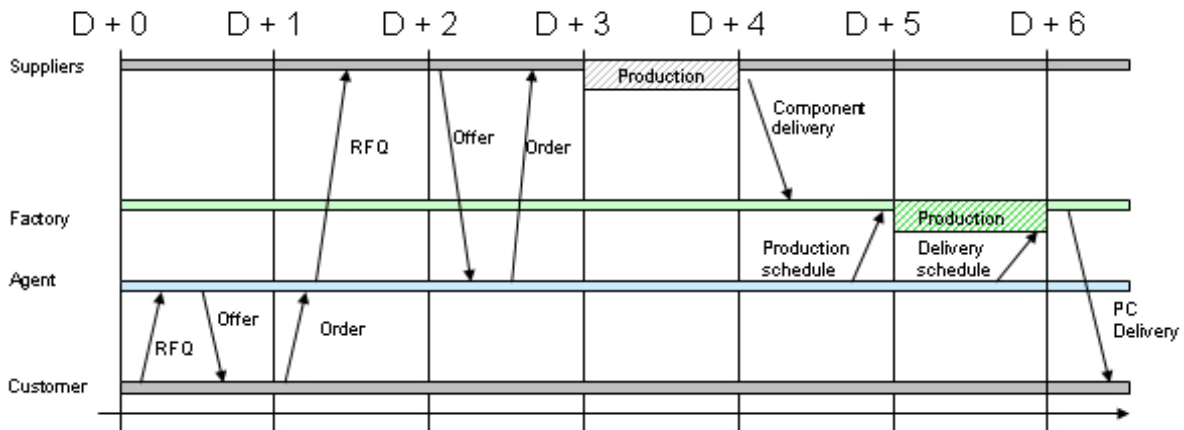 D + 0
D + 1
D + 2
D + 3
D + 4
D + 5
D + 6
Suppliers
Production
Component
delivery
Offer
Order
RFQ
Factory
Production
Production
schedule
Delivery
schedule
Agent
Offer
Order
RFQ
PC
Delivery
Customer